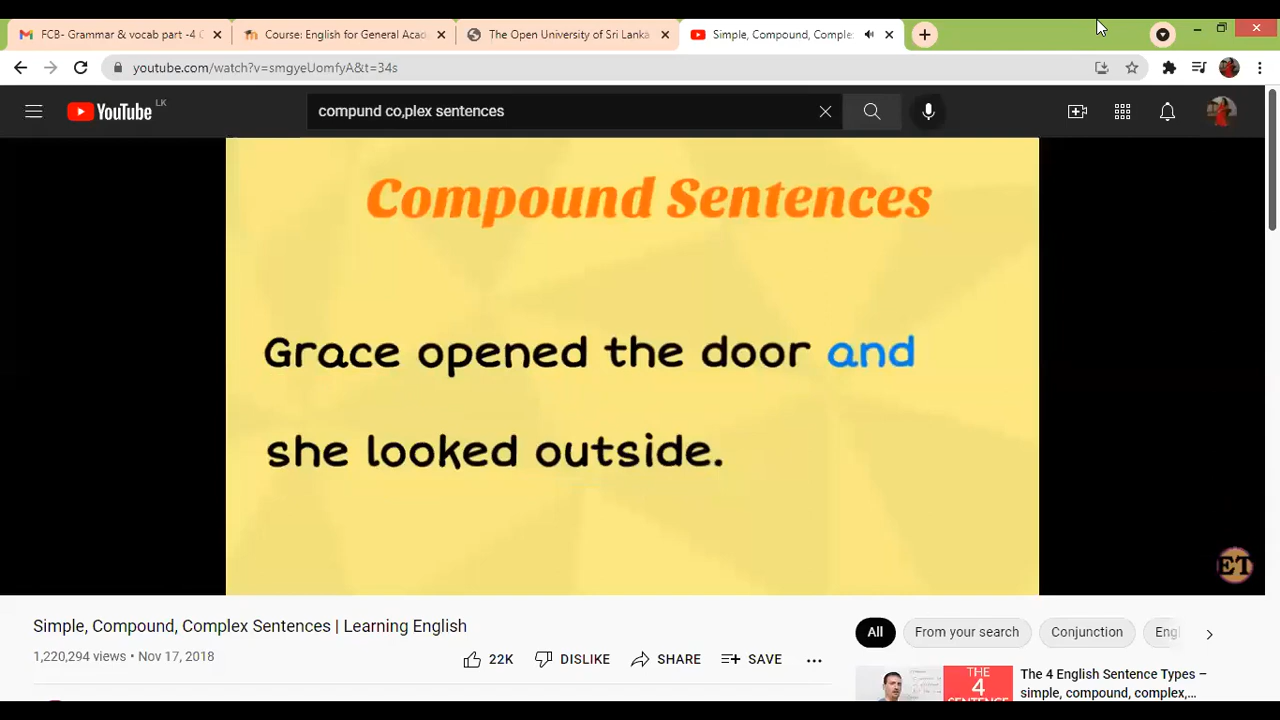 FCB- Grammar & vocab part -4 C
Course: English for General Acad
The Open University of Sri Lanka
Simple, Compound, Comple
youtube.com/watch?v=smgyeUomfyA&t=34s
YouTube LK
compund co,plex sentences
Compound Sentences
Grace opened the door and
she looked outside.
ET
Simple, Compound, Complex Sentences | Learning English
1,220,294 views • Nov 17, 2018
22K
DISLIKE
SHARE
SAVE
All
From your search
Conjunction
Engl
THE
4
SENTENCE
The 4 English Sentence Types –
simple, compound, complex,...